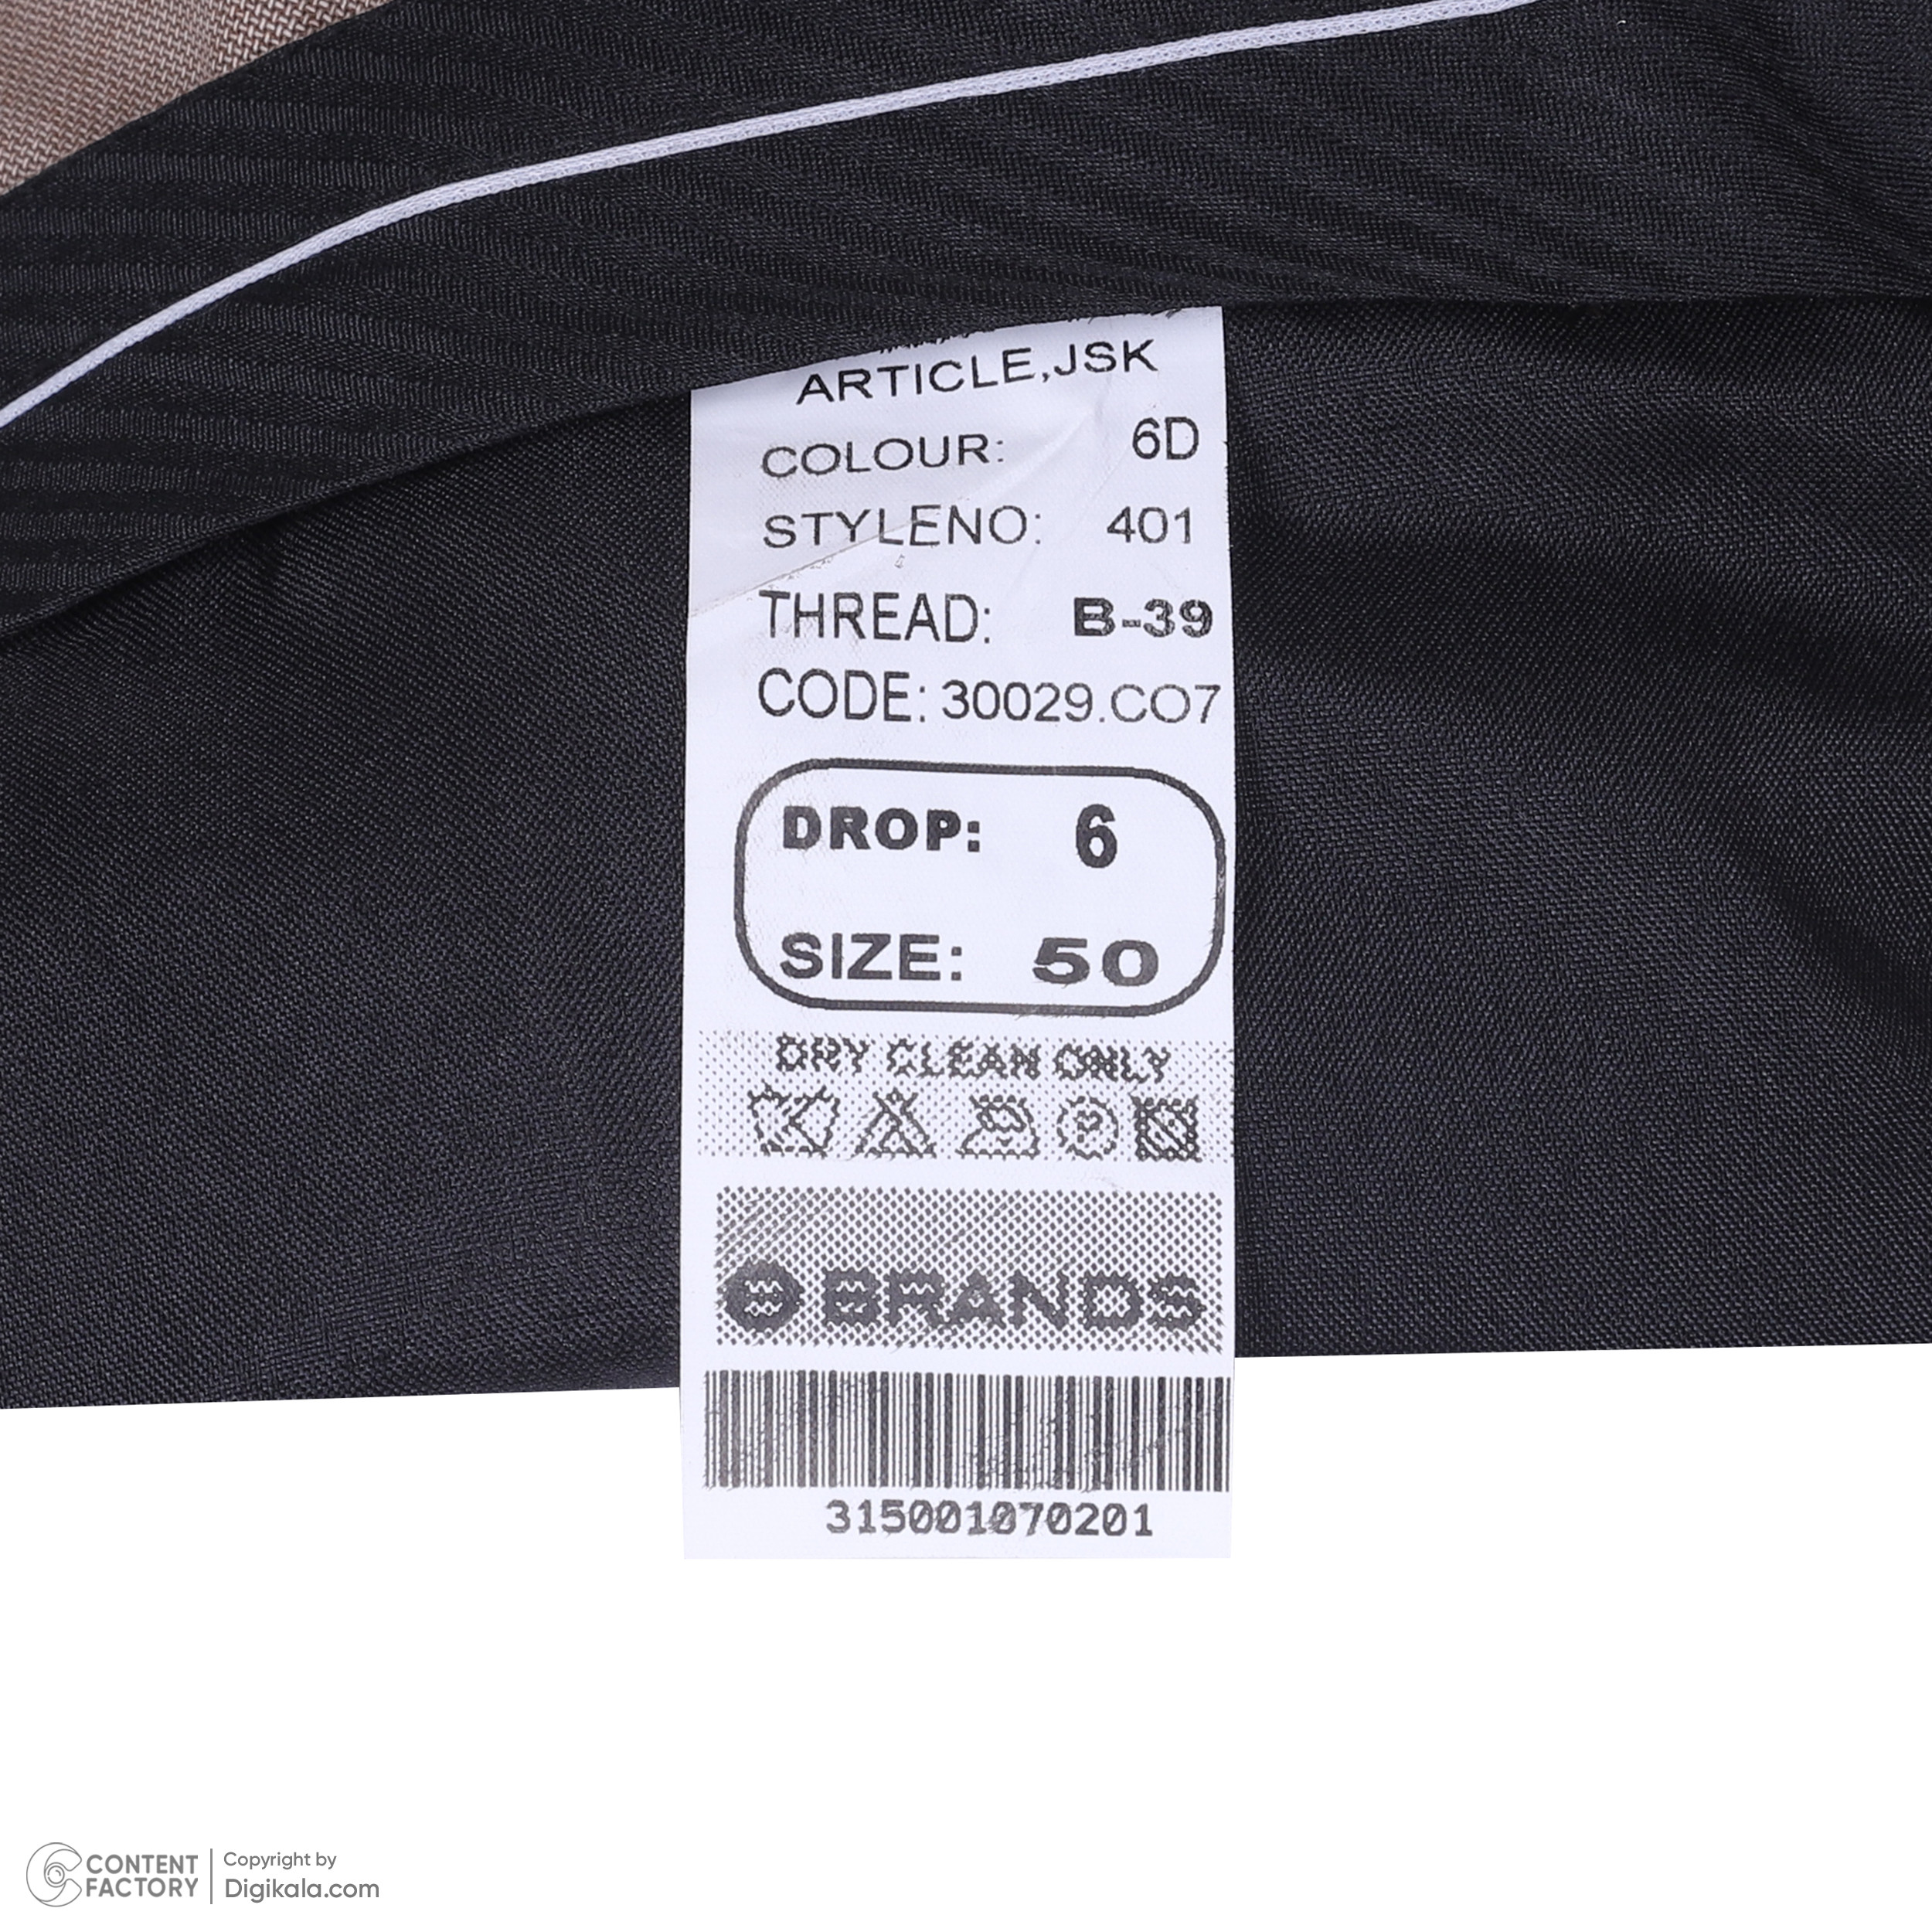 ARTICLE,JSK
COLOUR: 6D
STYLENO: 401
THREAD: B-39
CODE: 30029.CO7
DROP: 6
SIZE: 50
DRY CLEAN ONLY
P
BRANDS
315001070201
CONTENT FACTORY
Copyright by
Digikala.com